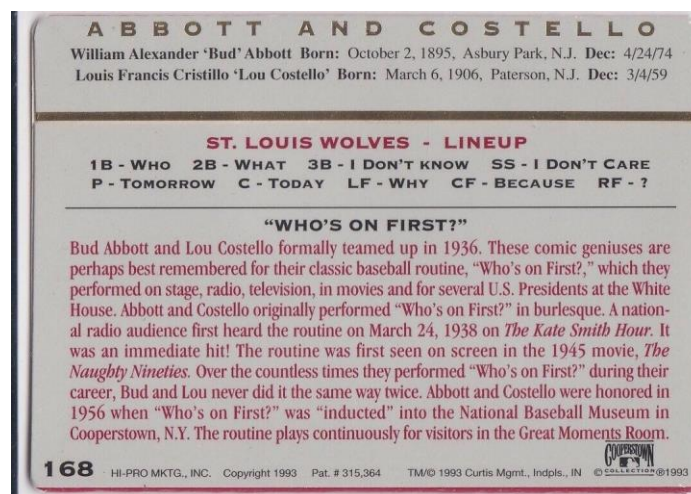 ABBOTT AND COSTELLO
William Alexander 'Bud' Abbott Born: October 2, 1895, Asbury Park, N.J. Dec: 4/24/74
Louis Francis Cristillo 'Lou Costello' Born: March 6, 1906, Paterson, N.J. Dec: 3/4/59
ST. LOUIS WOLVES - LINEUP
1B - WHO 2B - WHAT 3B - I DON'T KNOW SS - I DON'T CARE
P - TOMORROW C - TODAY LF - WHY CF - BECAUSE RF - ?
"WHO'S ON FIRST?"
Bud Abbott and Lou Costello formally teamed up in 1936. These comic geniuses are
perhaps best remembered for their classic baseball routine, "Who's on First?," which they
performed on stage, radio, television, in movies and for several U.S. Presidents at the White
House. Abbott and Costello originally performed "Who's on First?" in burlesque. A nation-
al radio audience first heard the routine on March 24, 1938 on The Kate Smith Hour. It
was an immediate hit! The routine was first seen on screen in the 1945 movie, The
Naughty Nineties. Over the countless times they performed "Who's on First?" during their
career, Bud and Lou never did it the same way twice. Abbott and Costello were honored in
1956 when "Who's on First?" was "inducted" into the National Baseball Museum in
Cooperstown, N.Y. The routine plays continuously for visitors in the Great Moments Room.
168 HI-PRO MKTG., INC. Copyright 1993 Pat. # 315,364 TM/© 1993 Curtis Mgmt., Indpls., IN © COOPERSTOWN COLLECTION ®1993